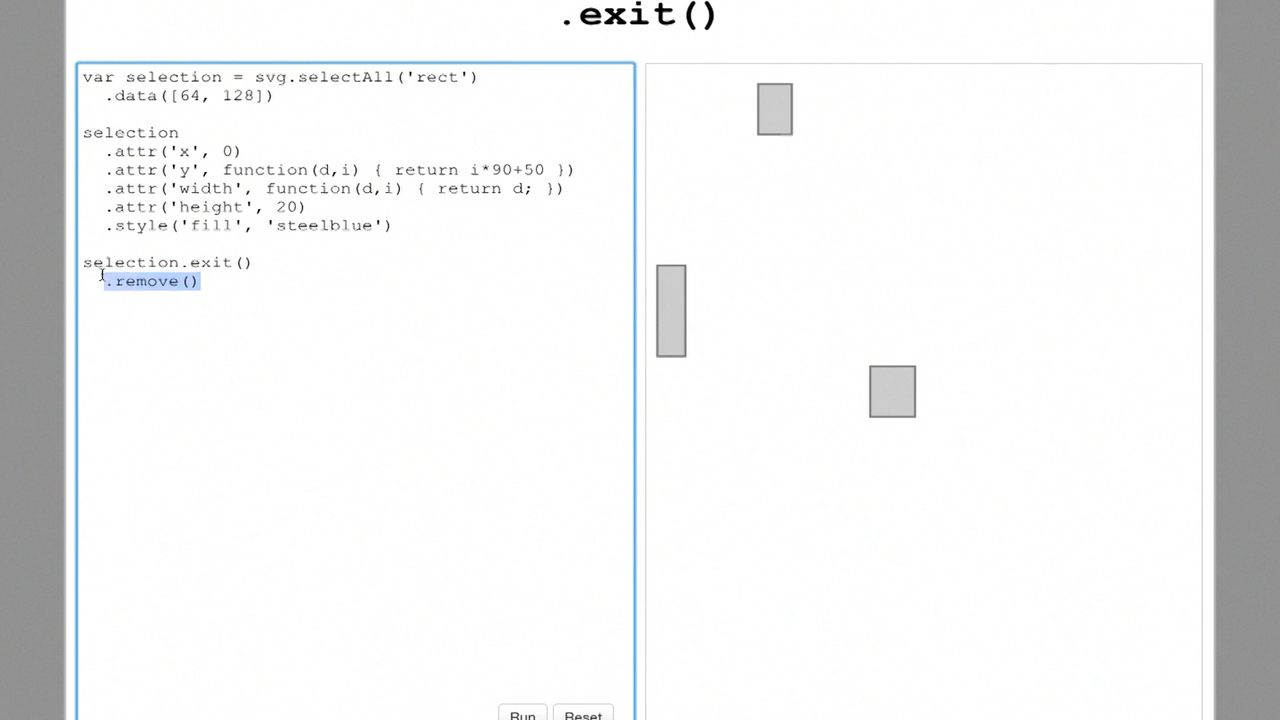 .exit()
var selection = svg.selectAll('rect')
.data([64, 128])
selection
.attr('x', 0)
.attr('y', function(d,i) { return i*90+50 })
.attr('width', function(d,i) { return d; })
.attr('height', 20)
.style('fill', 'steelblue')
selection.exit()
.remove()
Run Reset